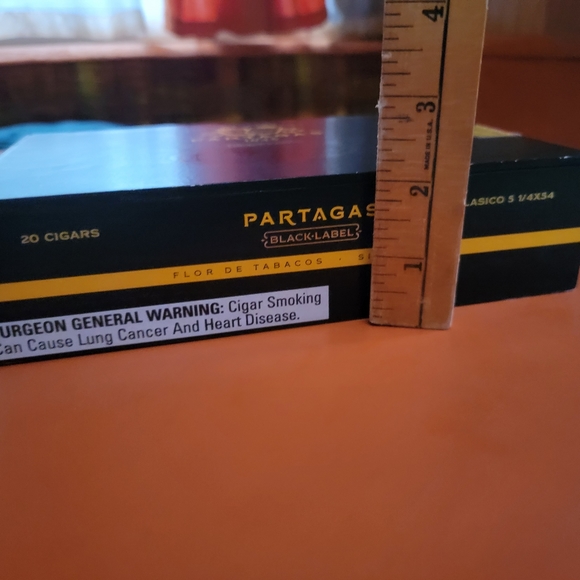 4
3
MADE IN U.S.A.
2
1
20 CIGARS
PARTAGAS
BLACK LABEL
LASICO 5 1/4X54
FLOR DE TABACOS · S
URGEON GENERAL WARNING: Cigar Smoking
Can Cause Lung Cancer And Heart Disease.